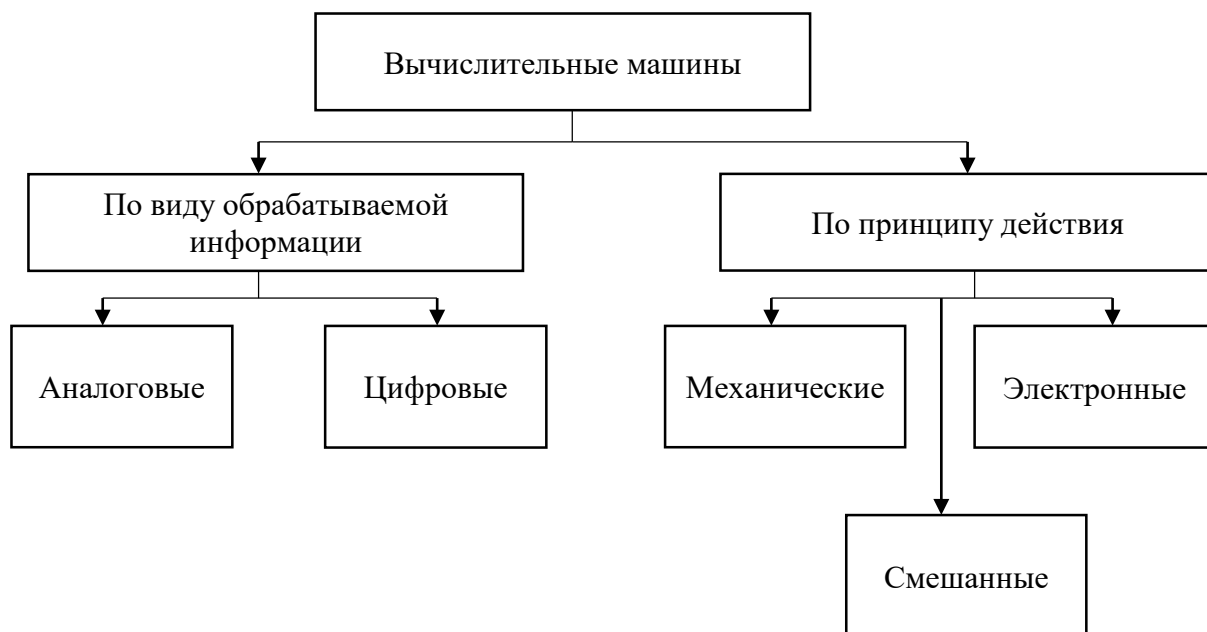 Вычислительные машины
По виду обрабатываемой
информации
По принципу действия
Аналоговые
Цифровые
Механические
Электронные
Смешанные